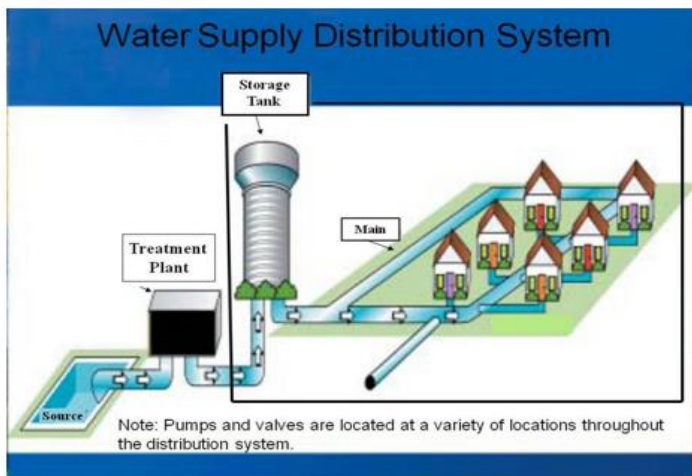 Water Supply Distribution System
Storage
Tank
Main
Treatment
Plant
Source
Note: Pumps and valves are located at a variety of locations throughout
the distribution system.